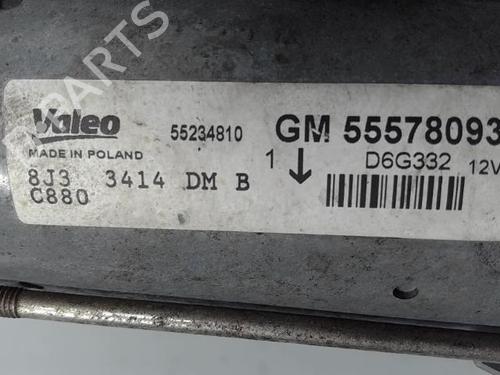 Valeo 55234810 GM 55578093
MADE IN POLAND 1 ↓ D6G332 12V
8J3 3414 DM B
C880